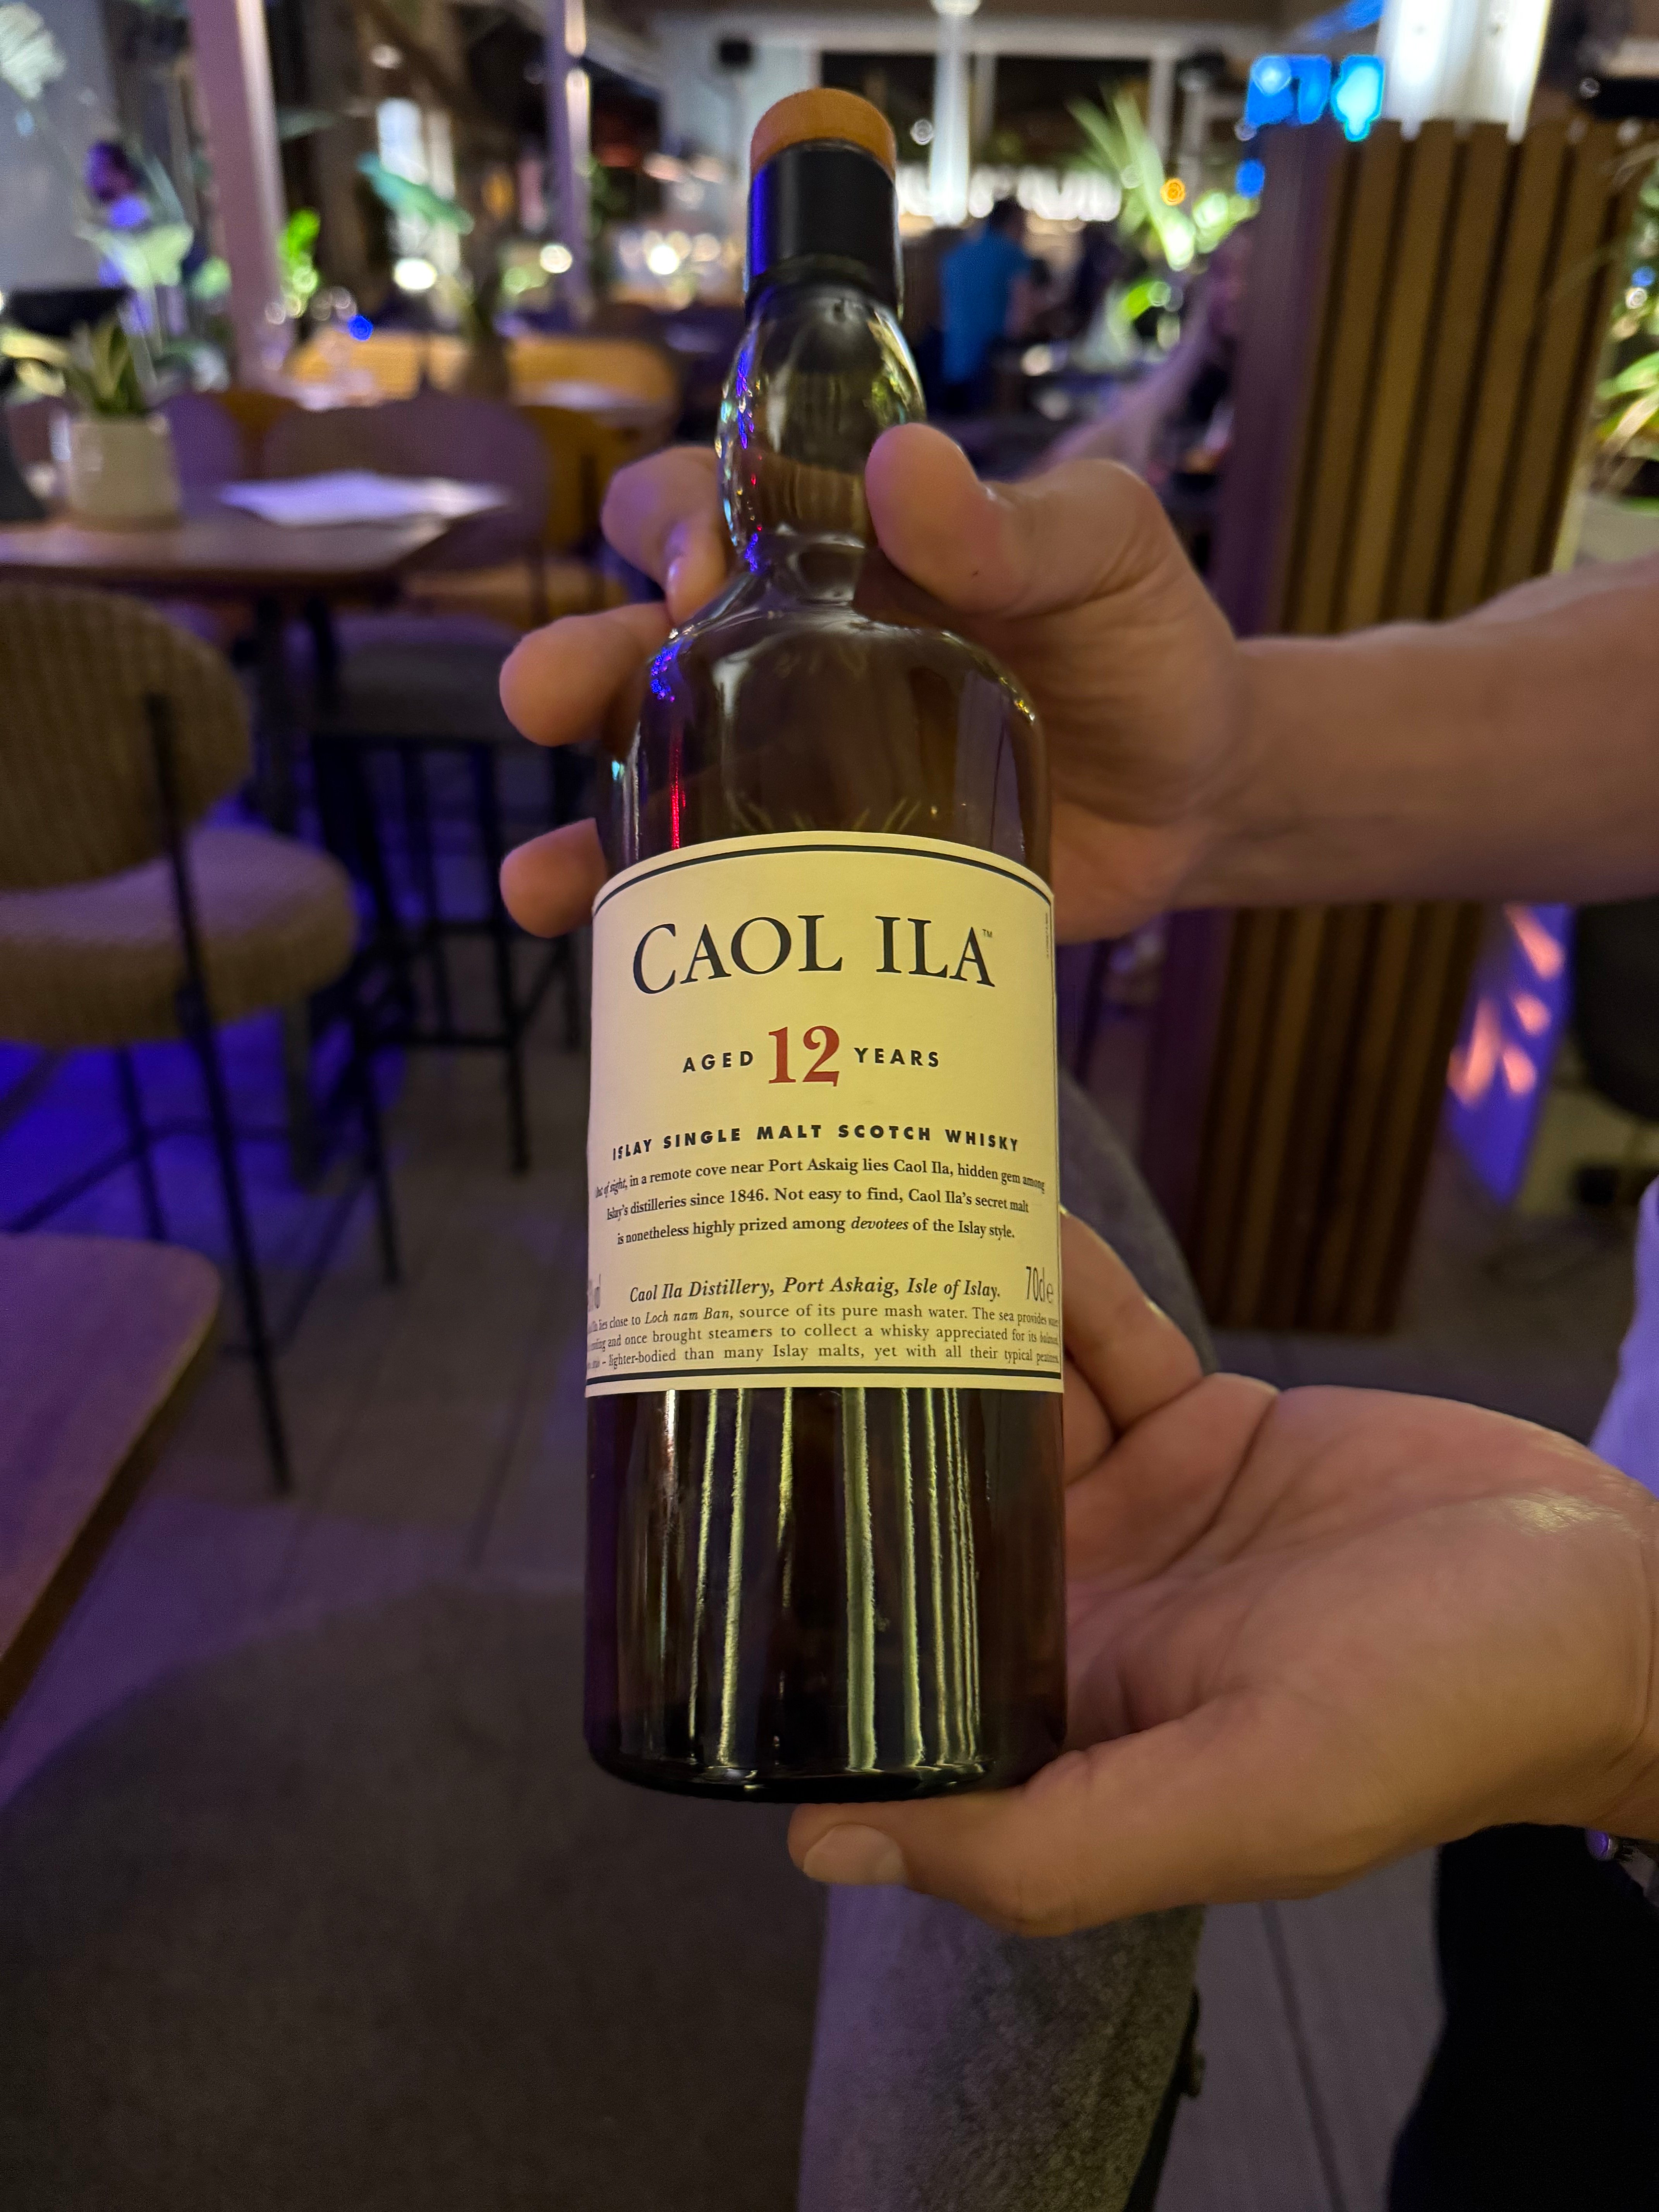 CAOL ILA™
AGED 12 YEARS
ISLAY SINGLE MALT SCOTCH WHISKY
Out of sight, in a remote cove near Port Askaig lies Caol Ila, hidden gem among
Islay's distilleries since 1846. Not easy to find, Caol Ila's secret malt
is nonetheless highly prized among devotees of the Islay style.
Caol Ila Distillery, Port Askaig, Isle of Islay.
70cl e
lies close to Loch nam Ban, source of its pure mash water. The sea provides
and once brought steamers to collect a whisky appreciated for its
– lighter-bodied than many Islay malts, yet with all their typical